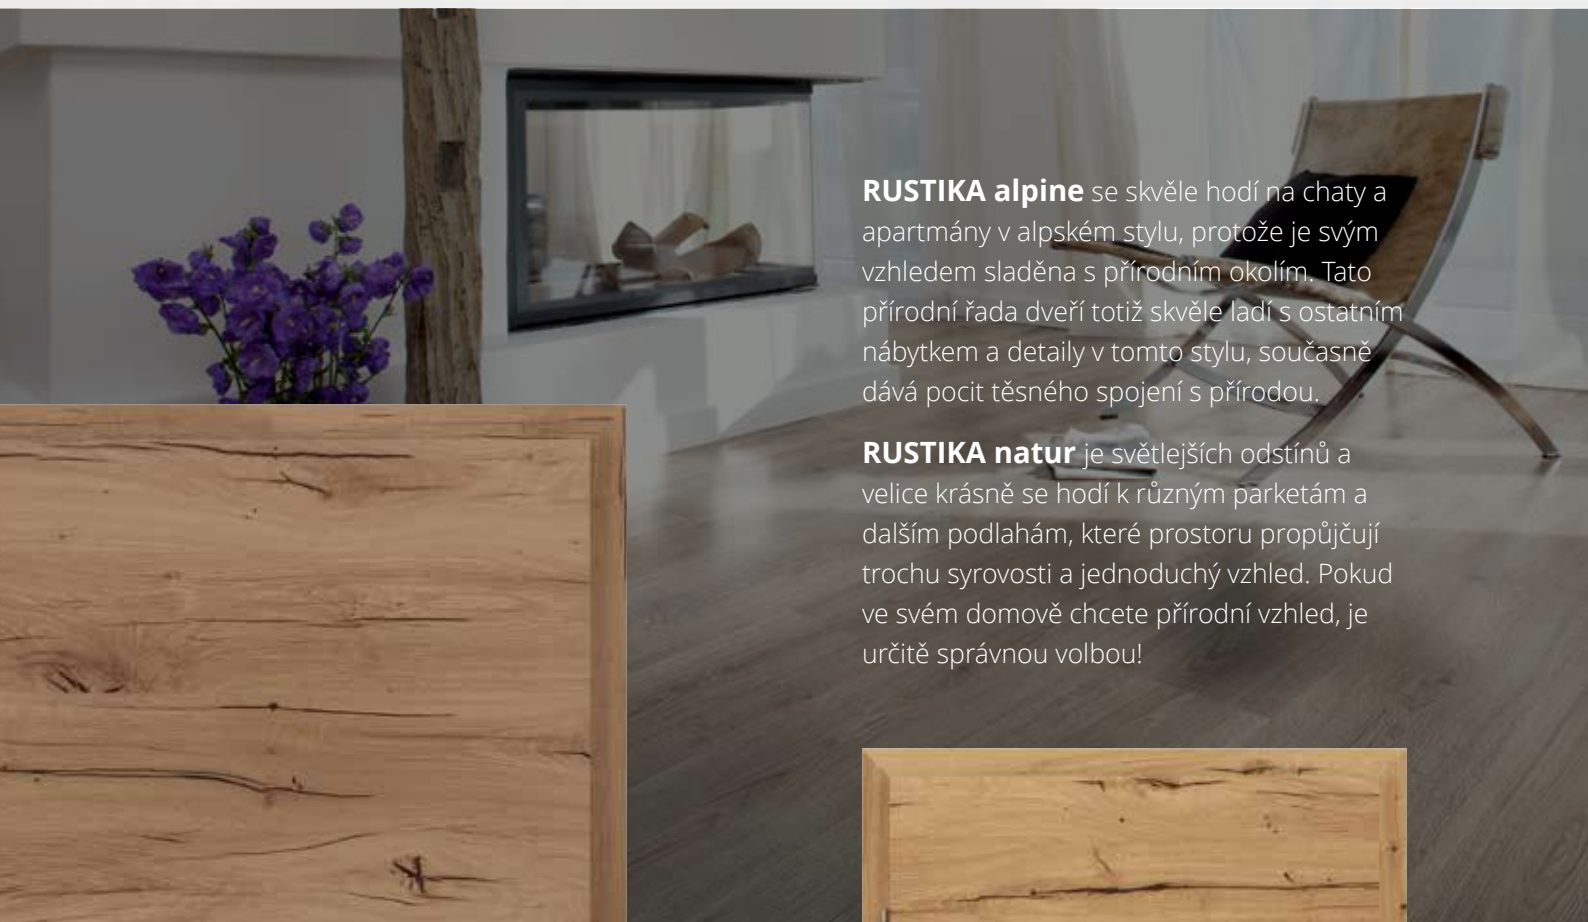 RUSTIKA alpine se skvěle hodí na chaty a
apartmány v alpském stylu, protože je svým
vzhledem sladěna s přírodním okolím. Tato
přírodní řada dveří totiž skvěle ladí s ostatním
nábytkem a detaily v tomto stylu, současně
dává pocit těsného spojení s přírodou.
RUSTIKA natur je světlejších odstínů a
velice krásně se hodí k různým parketám a
dalším podlahám, které prostoru propůjčují
trochu syrovosti a jednoduchý vzhled. Pokud
ve svém domově chcete přírodní vzhled, je
určitě správnou volbou!